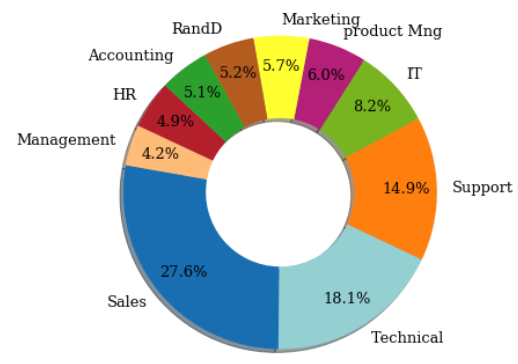 Marketing
RandD
product Mng
5.7%
Accounting
5.2%
6.0%
IT
5.1%
HR
8.2%
4.9%
Management
4.2%
Support
14.9%
27.6%
Sales
18.1%
Technical